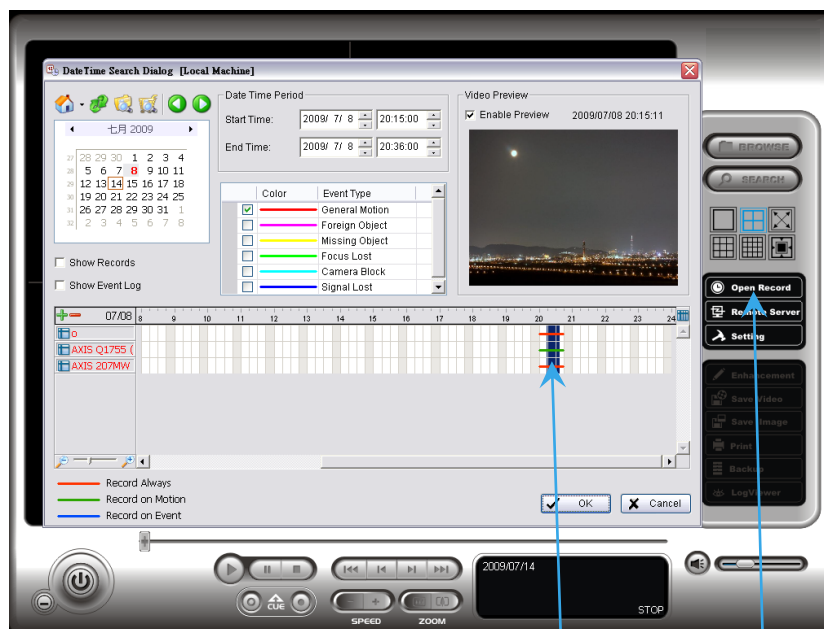 DateTime Search Dialog [Local Machine]
Date Time Period
Start Time: 2009/ 7/ 8 20:15:00
End Time: 2009/ 7/ 8 20:36:00
Video Preview
Enable Preview 2009/07/08 20:15:11
七月 2009
27 28 29 30 1 2 3 4
28 5 6 7 8 9 10 11
29 12 13 14 15 16 17 18
30 19 20 21 22 23 24 25
31 26 27 28 29 30 31 1
32 2 3 4 5 6 7 8
Show Records
Show Event Log
Color Event Type
General Motion
Foreign Object
Missing Object
Focus Lost
Camera Block
Signal Lost
07/08 8 9 10 11 12 13 14 15 16 17 18 19 20 21 22 23 24
o
AXIS Q1755 (
AXIS 207MW
Record Always
Record on Motion
Record on Event
OK
Cancel
BROWSE
SEARCH
Open Record
Remote Server
Setting
Enhancement
Save Video
Save Image
Print
Backup
LogViewer
CUE
SPEED
ZOOM
2009/07/14
STOP